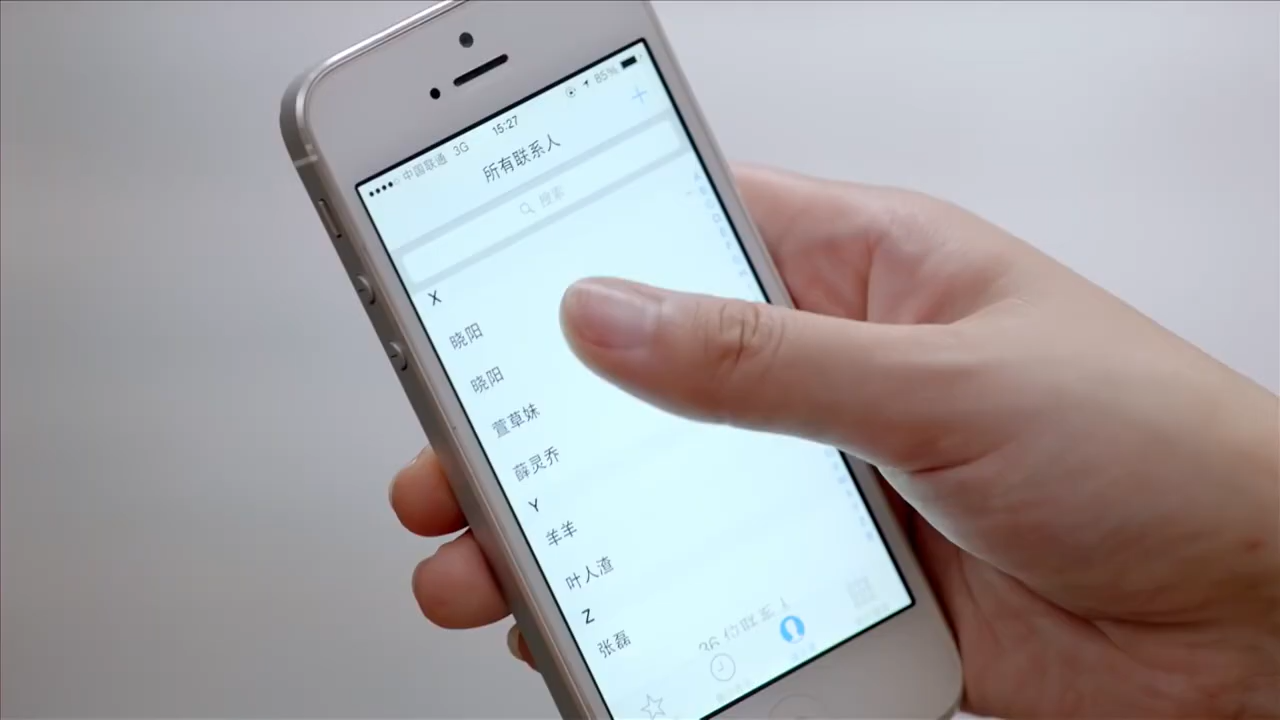 中国联通 3G 15:27 85%
所有联系人
搜索
X
晓阳
晓阳
萱草妹
薛灵乔
Y
羊羊
叶人渣
Z
张磊
36 位联系人